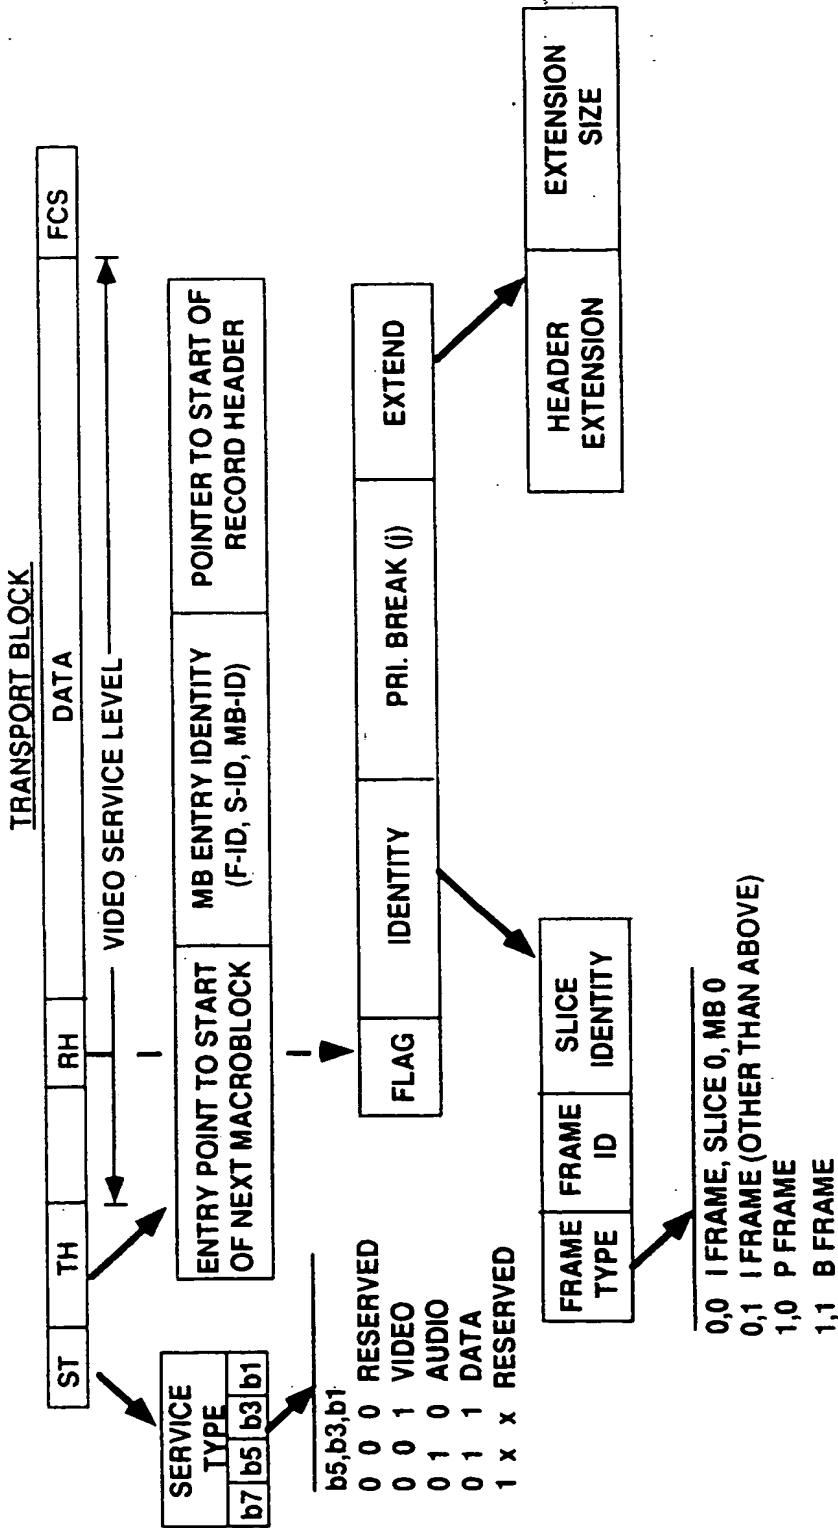 TRANSPORT BLOCK
ST
TH
RH
DATA
FCS
VIDEO SERVICE LEVEL
SERVICE
TYPE
b7 b5 b3 b1
b5,b3,b1
0 0 0 RESERVED
0 0 1 VIDEO
0 1 0 AUDIO
0 1 1 DATA
1 x x RESERVED
ENTRY POINT TO START
OF NEXT MACROBLOCK
MB ENTRY IDENTITY
(F-ID, S-ID, MB-ID)
POINTER TO START OF
RECORD HEADER
FLAG
IDENTITY
PRI. BREAK (j)
EXTEND
FRAME
TYPE
FRAME
ID
SLICE
IDENTITY
HEADER
EXTENSION
EXTENSION
SIZE
0,0 I FRAME, SLICE 0, MB 0
0,1 I FRAME (OTHER THAN ABOVE)
1,0 P FRAME
1,1 B FRAME